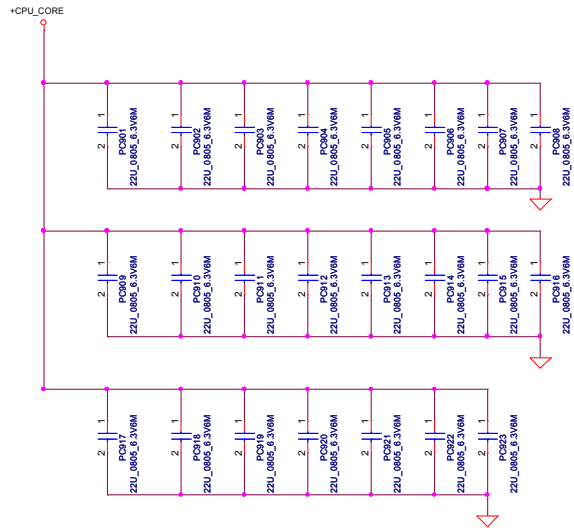 +CPU_CORE
1
2
PC901
22U_0805_6.3V6M
1
2
PC902
22U_0805_6.3V6M
1
2
PC903
22U_0805_6.3V6M
1
2
PC904
22U_0805_6.3V6M
1
2
PC905
22U_0805_6.3V6M
1
2
PC906
22U_0805_6.3V6M
1
2
PC907
22U_0805_6.3V6M
1
2
PC908
22U_0805_6.3V6M
1
2
PC909
22U_0805_6.3V6M
1
2
PC910
22U_0805_6.3V6M
1
2
PC911
22U_0805_6.3V6M
1
2
PC912
22U_0805_6.3V6M
1
2
PC913
22U_0805_6.3V6M
1
2
PC914
22U_0805_6.3V6M
1
2
PC915
22U_0805_6.3V6M
1
2
PC916
22U_0805_6.3V6M
1
2
PC917
22U_0805_6.3V6M
1
2
PC918
22U_0805_6.3V6M
1
2
PC919
22U_0805_6.3V6M
1
2
PC920
22U_0805_6.3V6M
1
2
PC921
22U_0805_6.3V6M
1
2
PC922
22U_0805_6.3V6M
1
2
PC923
22U_0805_6.3V6M